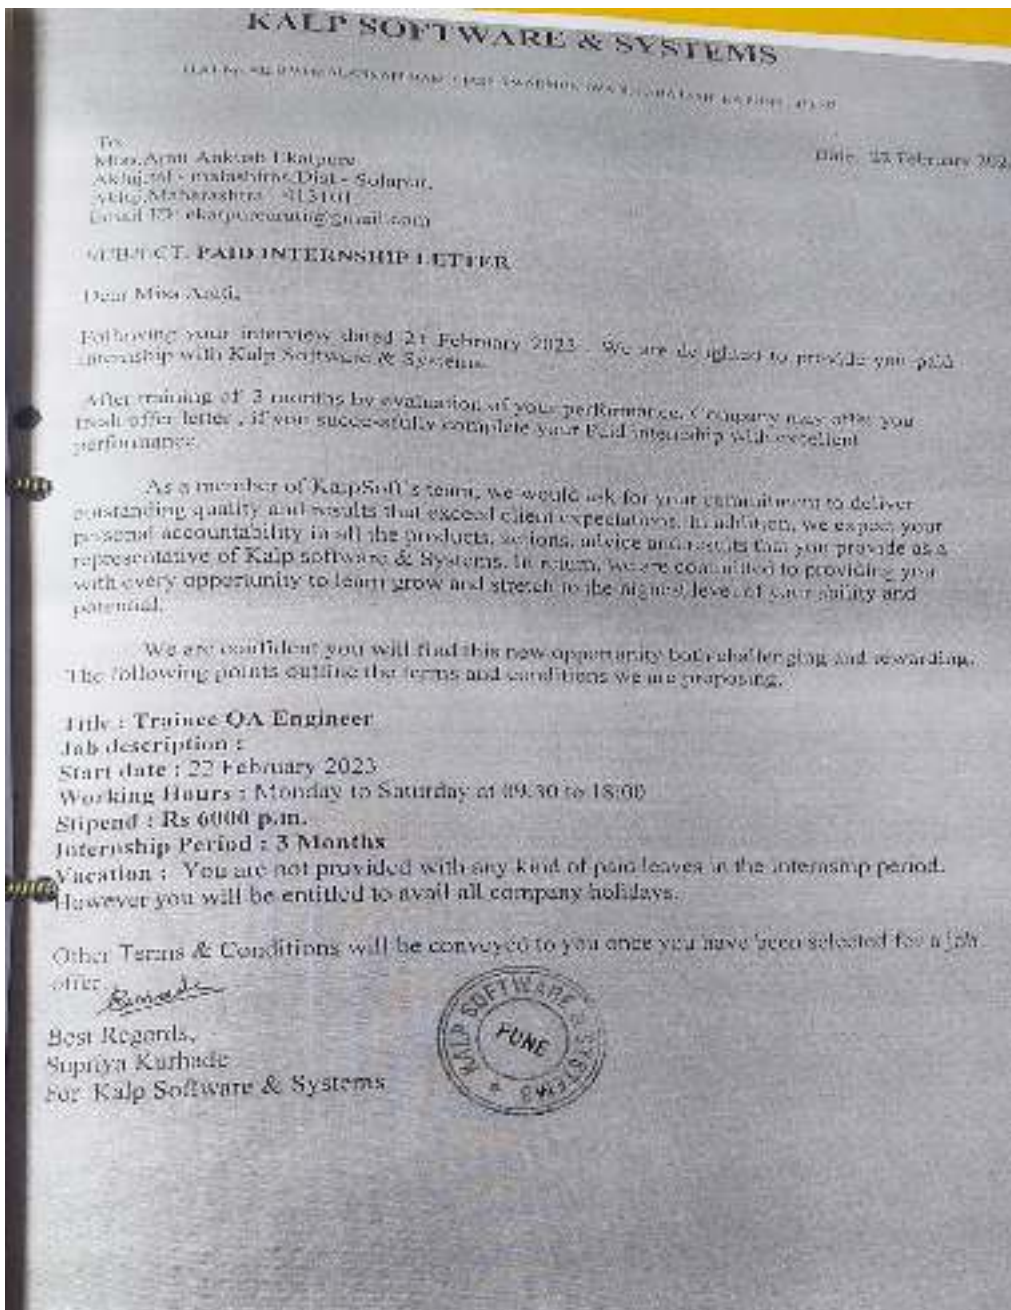 KALP SOFTWARE & SYSTEMS
To
Date: 22 February 202
Miss. Ankush Ekatpure
Dist - Solapur,
Maharashtra - 413101
Email ID:
SUBJECT: PAID INTERNSHIP LETTER
Dear Miss Arati,
Following your interview dated 21 February 2023 . We are delighted to provide you paid
internship with Kalp Software & Systems.
After training of 3 months by evaluation of your performance, Company may offer you
fresh offer letter , if you successfully complete your Paid internship with excellent
performance.
As a member of KalpSoft's team, we would ask for your commitment to deliver
outstanding quality and results that exceed client expectations. In addition, we expect your
personal accountability in all the products, actions, advice and results that you provide as a
representative of Kalp software & Systems. In return, we are committed to providing you
with every opportunity to learn grow and stretch to the highest level of your ability and
potential.
We are confident you will find this new opportunity both challenging and rewarding.
The following points outline the terms and conditions we are proposing.
Title : Trainee QA Engineer
Job description :
Start date : 22 February 2023
Working Hours : Monday to Saturday at 09.30 to 18:00
Stipend : Rs 6000 p.m.
Internship Period : 3 Months
Vacation : You are not provided with any kind of paid leaves in the internship period.
However you will be entitled to avail all company holidays.
Other Terms & Conditions will be conveyed to you once you have been selected for a job
offer
Best Regards,
Supriya Kurhade
For Kalp Software & Systems
KALP SOFTWARE & SYSTEMS
PUNE